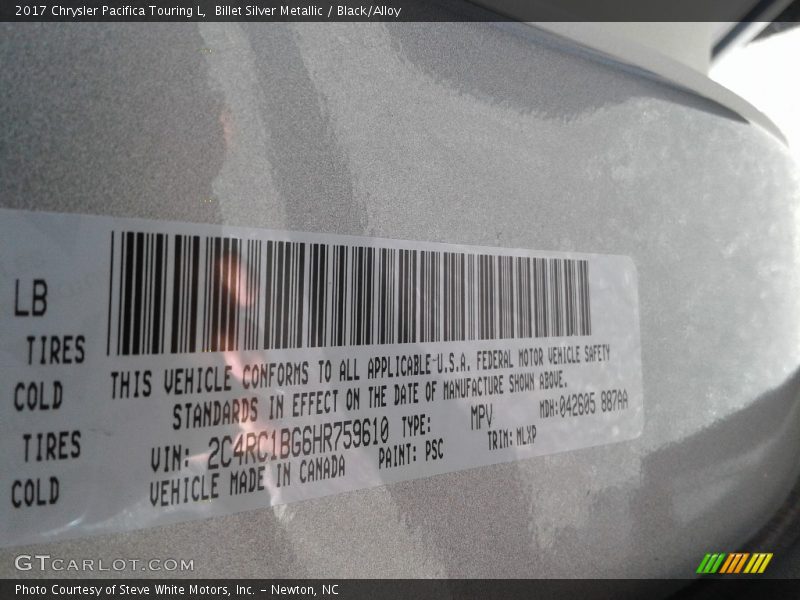 2017 Chrysler Pacifica Touring L,  Billet Silver Metallic / Black/Alloy
LB
TIRES
COLD
TIRES
COLD
THIS VEHICLE CONFORMS TO ALL APPLICABLE U.S.A. FEDERAL MOTOR VEHICLE SAFETY
STANDARDS IN EFFECT ON THE DATE OF MANUFACTURE SHOWN ABOVE.
VIN: 2C4RC1BG6HR759610 TYPE: MPV MDH:042605 887AA
VEHICLE MADE IN CANADA PAINT: PSC TRIM: MLXP
GTCARLOT.COM
Photo Courtesy of Steve White Motors, Inc. – Newton, NC